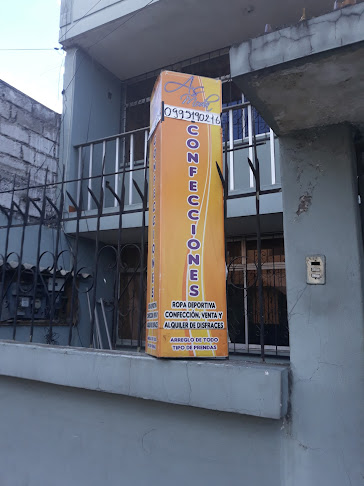 0995190216
CONFECCIONES
ROPA DEPORTIVA
CONFECCIÓN, VENTA Y
ALQUILER DE DISFRACES
ARREGLO DE TODO
TIPO DE PRENDAS